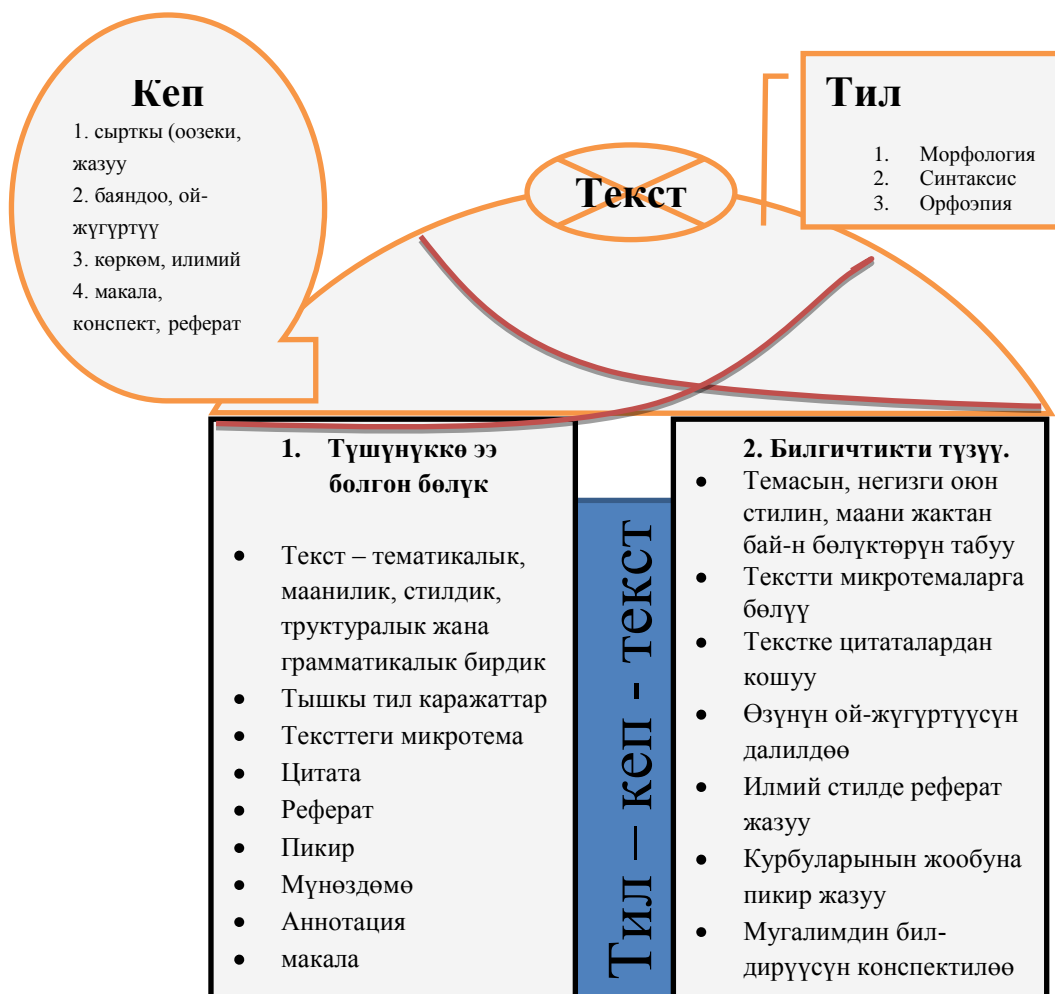 Кеп
1. сырткы (оозеки,
жазуу
2. баяндоо, ой-
жүгүртүү
3. көркөм, илимий
4. макала,
конспект, реферат
Текст
Тил
1. Морфология
2. Синтаксис
3. Орфоэпия
1. Түшүнүккө ээ
болгон бөлүк
• Текст – тематикалык,
маанилик, стилдик,
труктуралык жана
грамматикалык бирдик
• Тышкы тил каражаттар
• Тексттеги микротема
• Цитата
• Реферат
• Пикир
• Мүнөздөмө
• Аннотация
• макала
Тил – кеп - текст
2. Билгичтикти түзүү.
• Темасын, негизги оюн
стилин, маани жактан
бай-н бөлүктөрүн табуу
• Текстти микротемаларга
бөлүү
• Текстке цитаталардан
кошуу
• Өзүнүн ой-жүгүртүүсүн
далилдөө
• Илмий стилде реферат
жазуу
• Курбуларынын жообуна
пикир жазуу
• Мугалимдин бил-
дирүүсүн конспектилөө